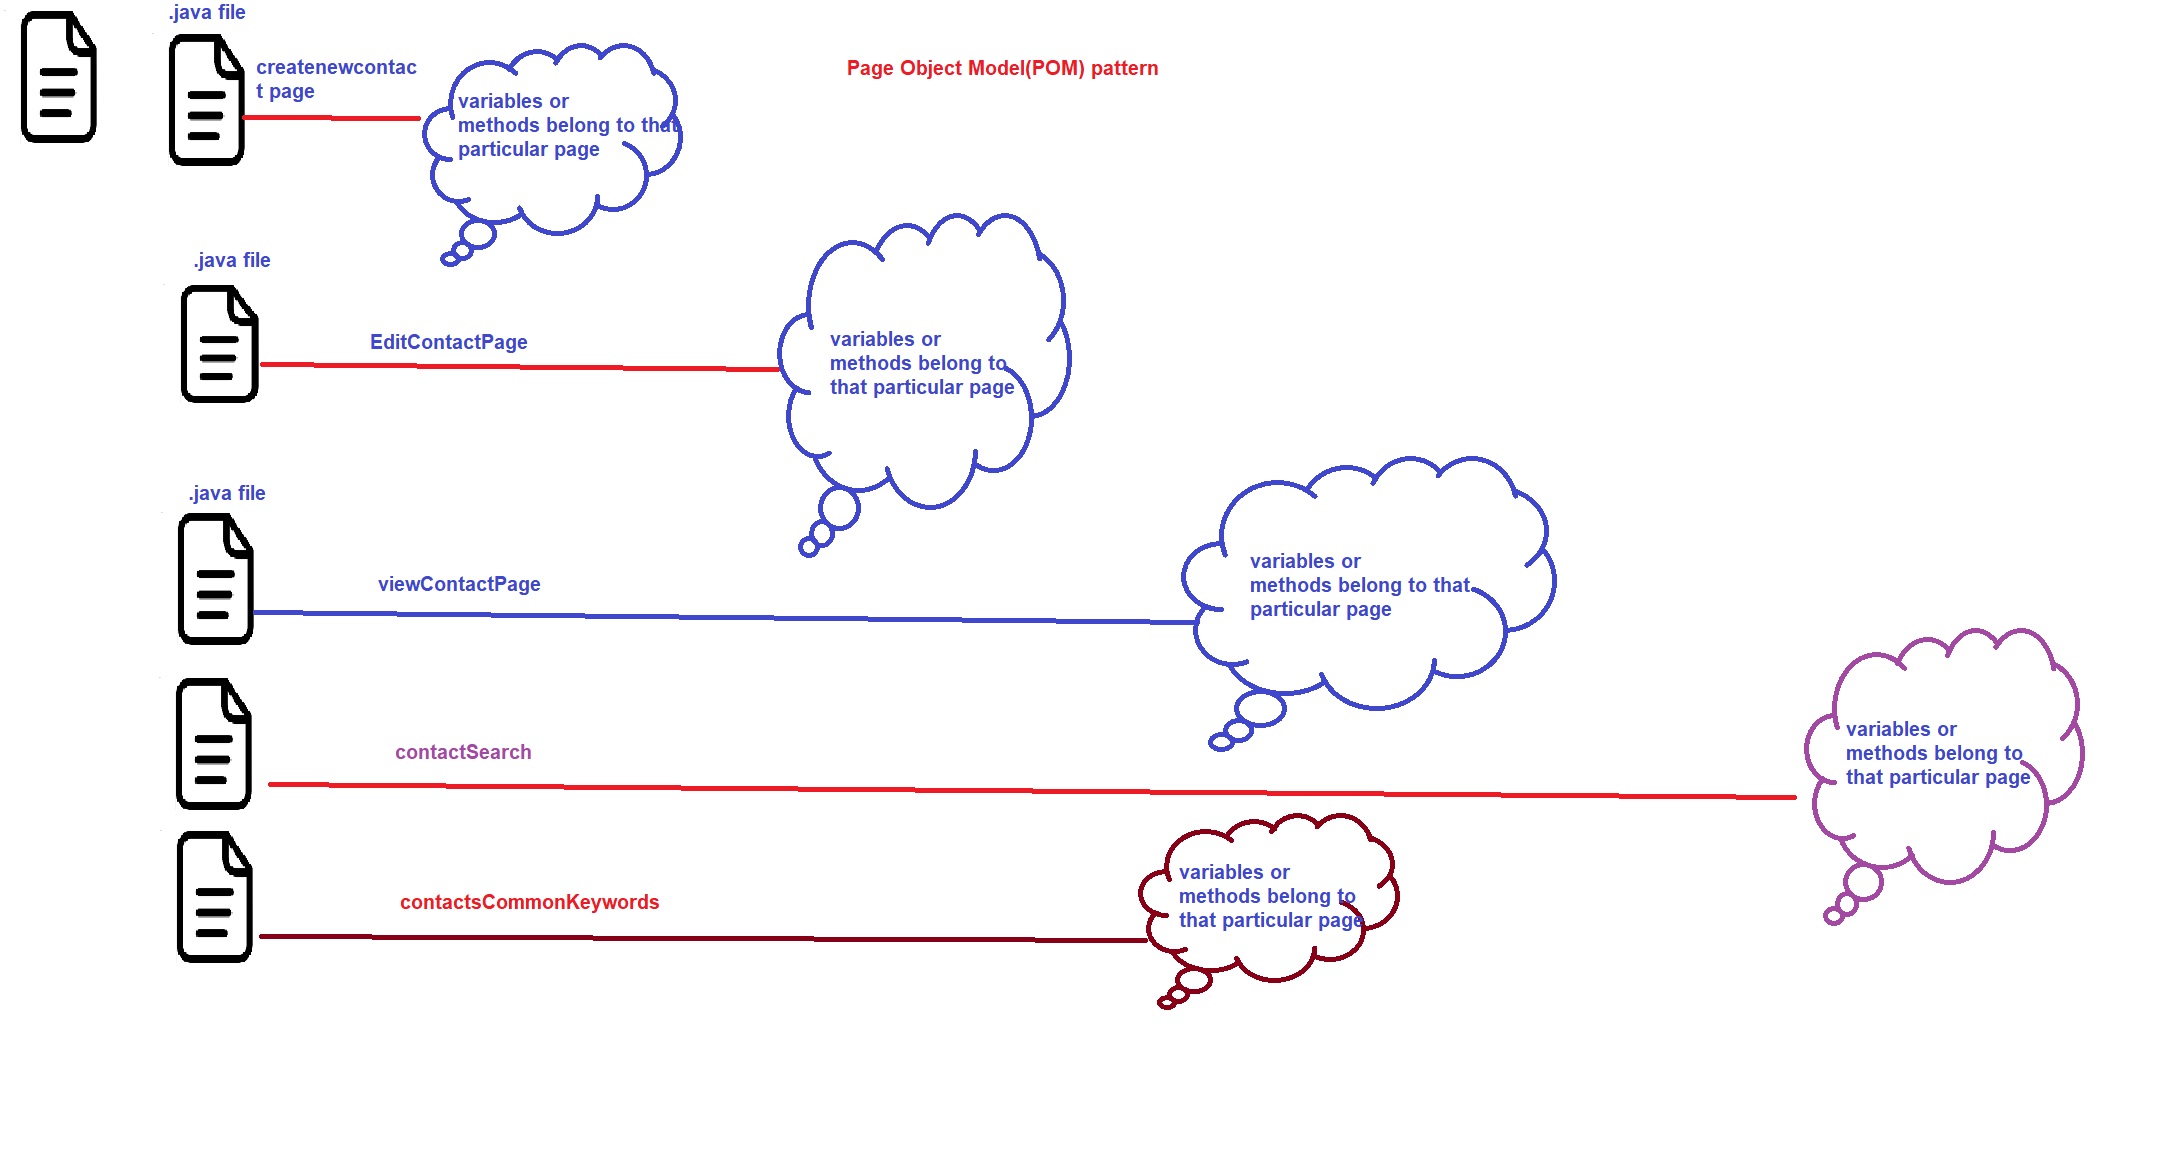 .java file
createnewcontac
t page
variables or
methods belong to that
particular page
Page Object Model(POM) pattern
.java file
EditContactPage
variables or
methods belong to
that particular page
.java file
viewContactPage
variables or
methods belong to that
particular page
contactSearch
variables or
methods belong to
that particular page
contactsCommonKeywords
variables or
methods belong to
that particular page